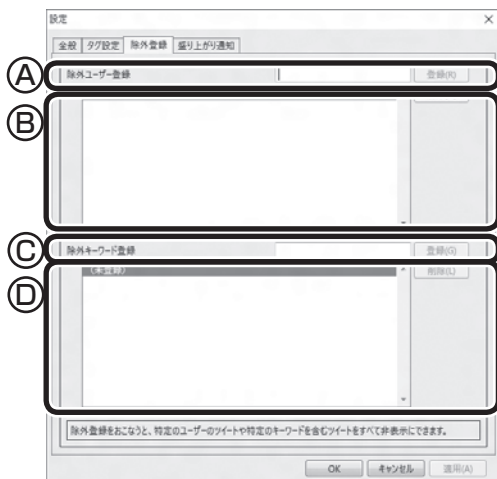 設定
全般 タグ設定 除外登録 盛り上がり通知
Ⓐ 除外ユーザー登録 登録(R)
Ⓑ
Ⓒ 除外キーワード登録 登録(G)
(未登録) 削除(L)
Ⓓ
除外登録をおこなうと、特定のユーザーのツイートや特定のキーワードを含むツイートをすべて非表示にできます。
OK キャンセル 適用(A)